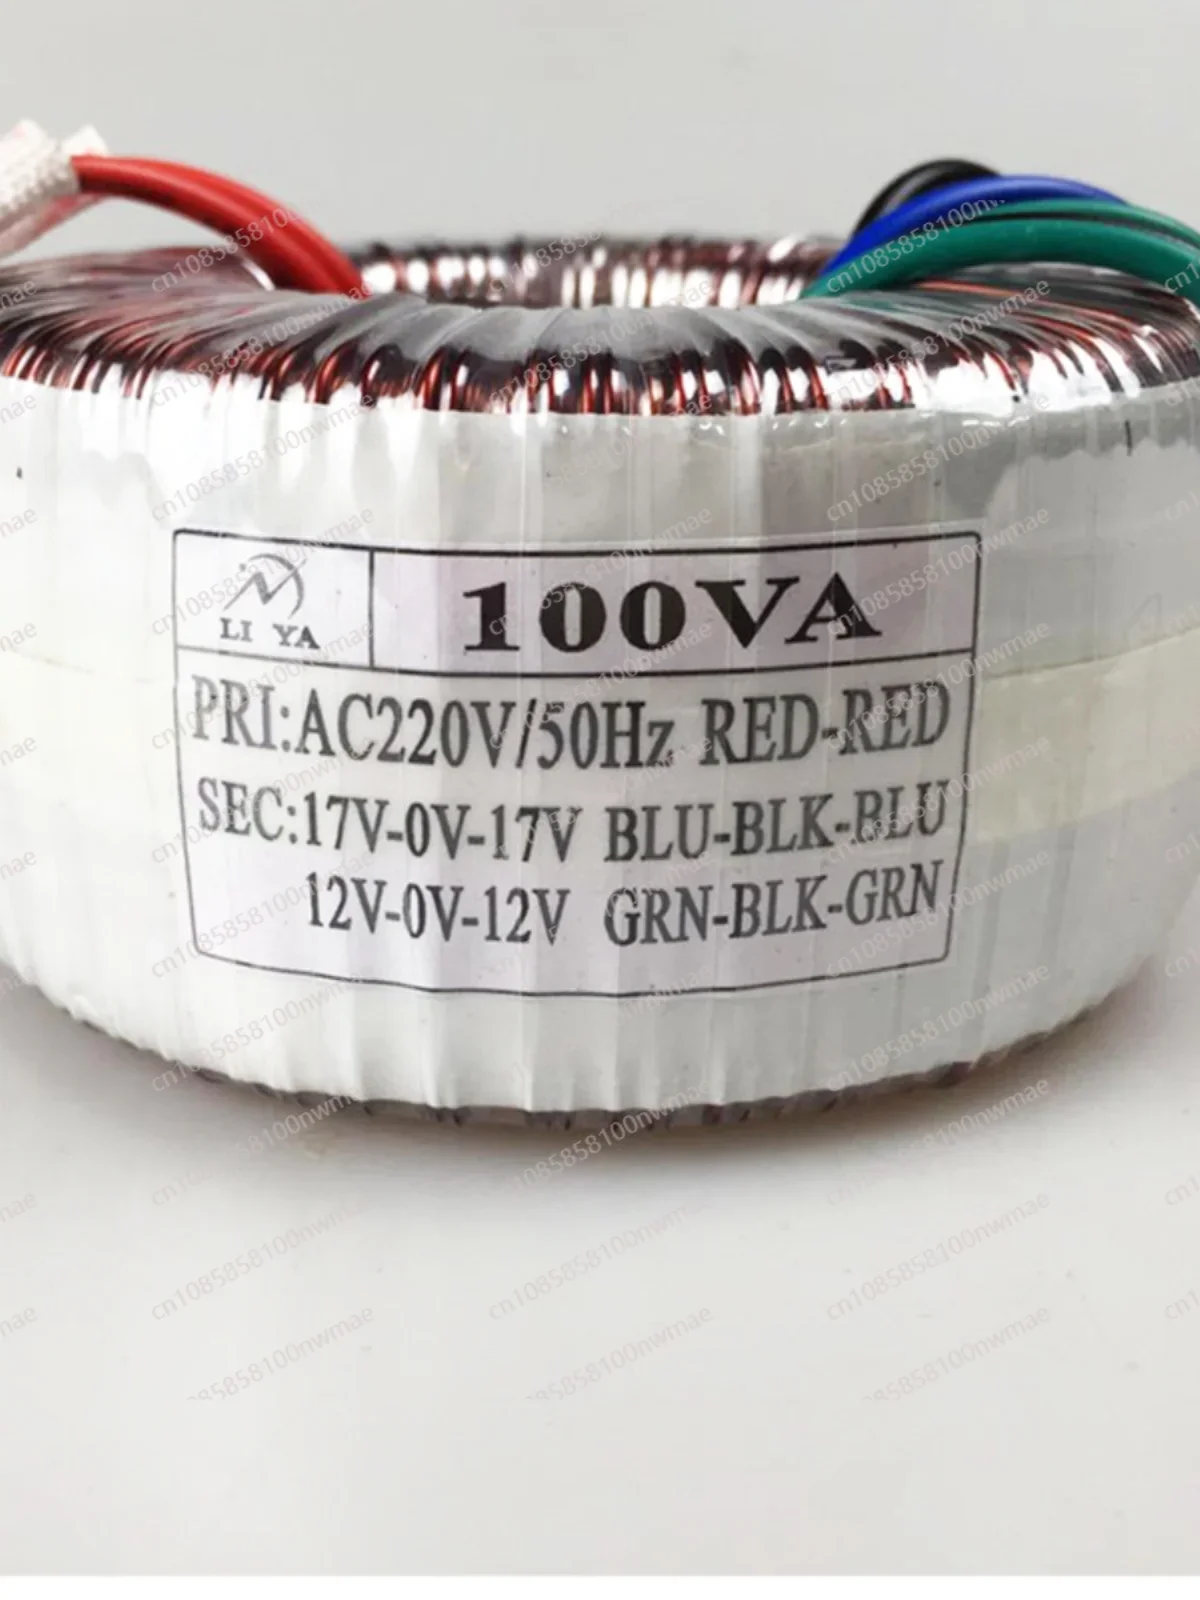 LI YA
100VA
PRI:AC220V/50Hz RED-RED
SEC:17V-0V-17V BLU-BLK-BLU
12V-0V-12V GRN-BLK-GRN
cn1085858100nwmae